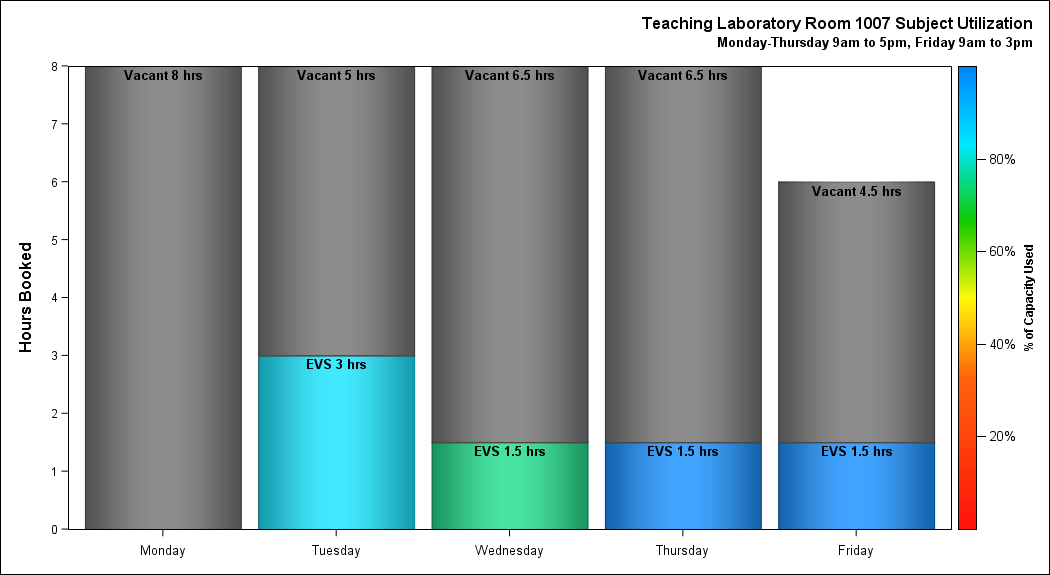 Teaching Laboratory Room 1007 Subject Utilization
Monday-Thursday 9am to 5pm, Friday 9am to 3pm
Hours Booked
8
7
6
5
4
3
2
1
0
Vacant 8 hrs
Vacant 5 hrs
Vacant 6.5 hrs
Vacant 6.5 hrs
Vacant 4.5 hrs
EVS 3 hrs
EVS 1.5 hrs
EVS 1.5 hrs
EVS 1.5 hrs
Monday
Tuesday
Wednesday
Thursday
Friday
80%
60%
40%
20%
% of Capacity Used